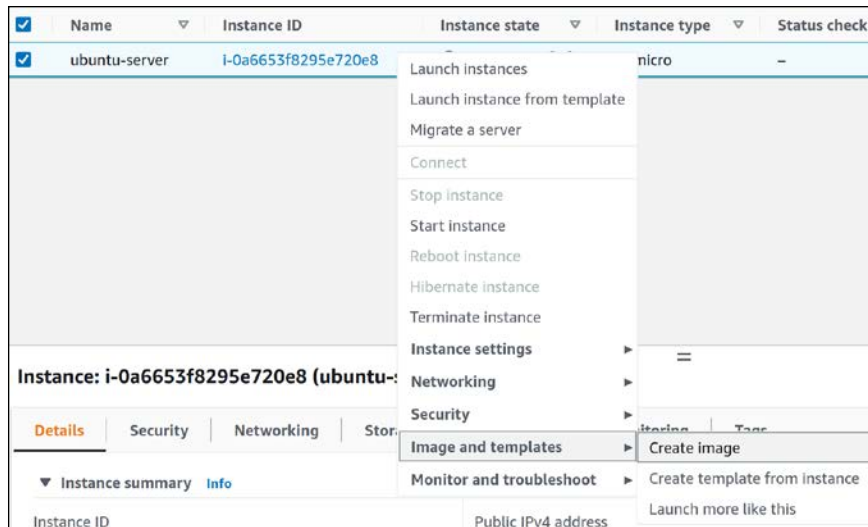 Name Instance ID Instance state Instance type Status check
ubuntu-server i-0a6653f8295e720e8 micro –
Launch instances
Launch instance from template
Migrate a server
Connect
Stop instance
Start instance
Reboot instance
Hibernate instance
Terminate instance
Instance settings
Networking
Security
Image and templates
Monitor and troubleshoot
Create image
Create template from instance
Launch more like this
Instance: i-0a6653f8295e720e8 (ubuntu-s
Details Security Networking Stor Tags
Instance summary Info
Instance ID Public IPv4 address